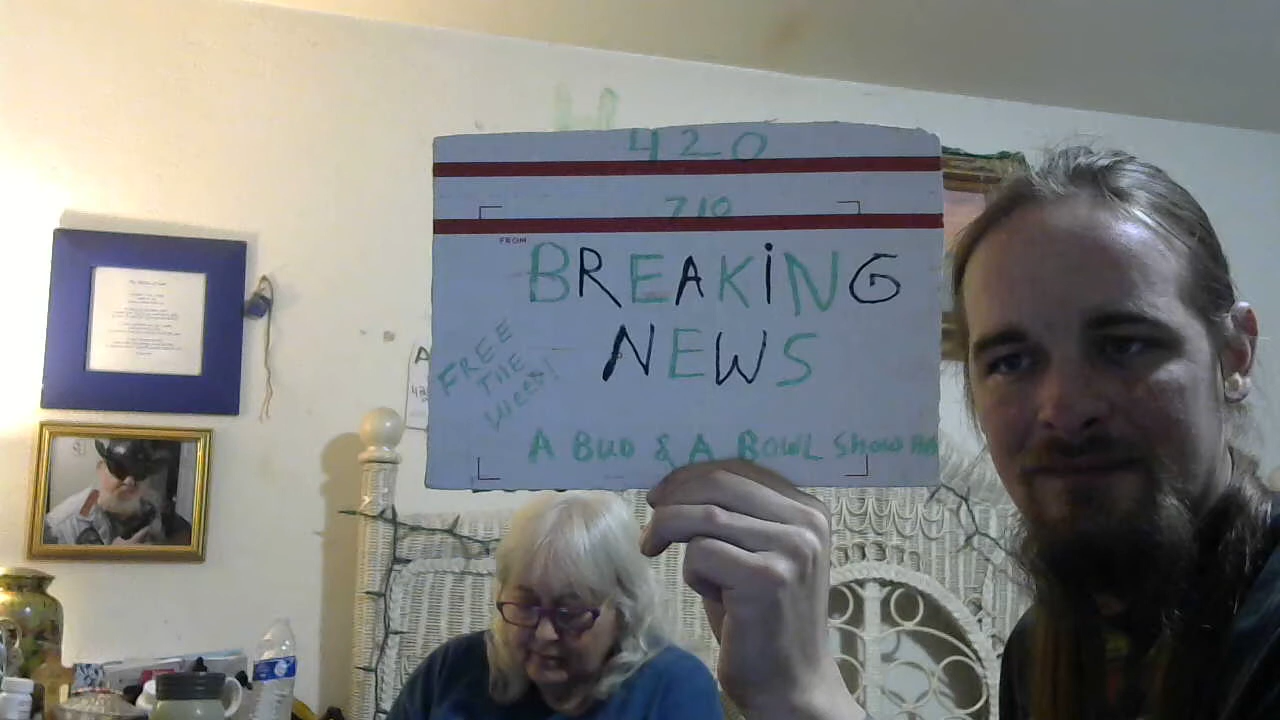 420
710
FROM
BREAKING
NEWS
FREE
THE
Weed!
A BUD & A BOWL SHOW